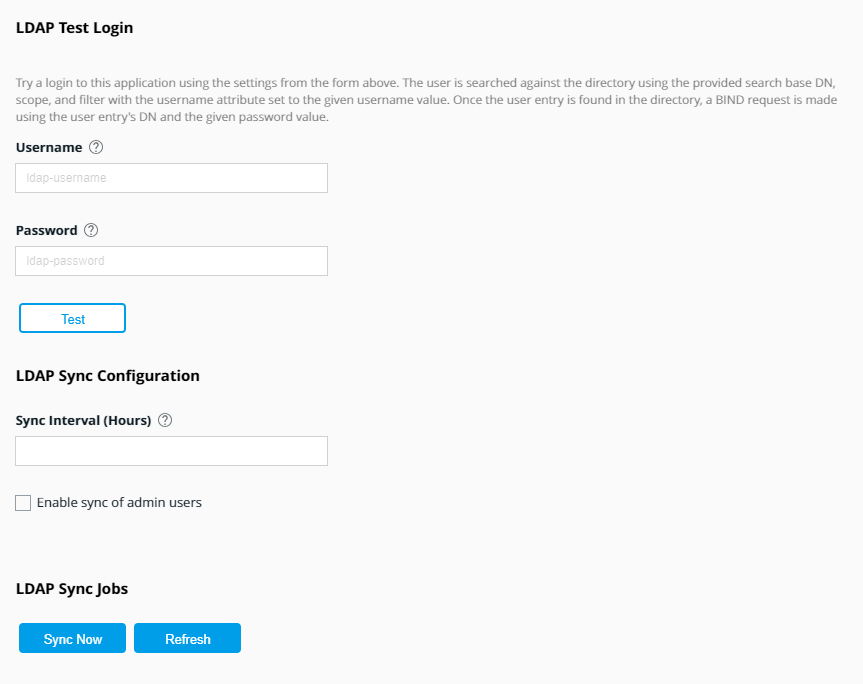 LDAP Test Login
Try a login to this application using the settings from the form above. The user is searched against the directory using the provided search base DN,
scope, and filter with the username attribute set to the given username value. Once the user entry is found in the directory, a BIND request is made
using the user entry's DN and the given password value.
Username ?
ldap-username
Password ?
ldap-password
Test
LDAP Sync Configuration
Sync Interval (Hours) ?
Enable sync of admin users
LDAP Sync Jobs
Sync Now Refresh